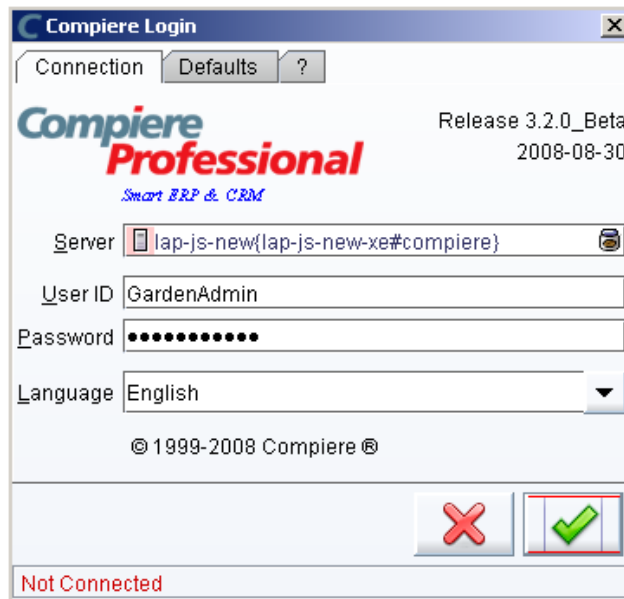 Compiere Login
Connection Defaults ?
Compiere Professional
Smart ERP & CRM
Release 3.2.0_Beta
2008-08-30
Server lap-js-new{lap-js-new-xe#compiere}
User ID GardenAdmin
Password ●●●●●●●●●●●
Language English
© 1999-2008 Compiere ®
Not Connected